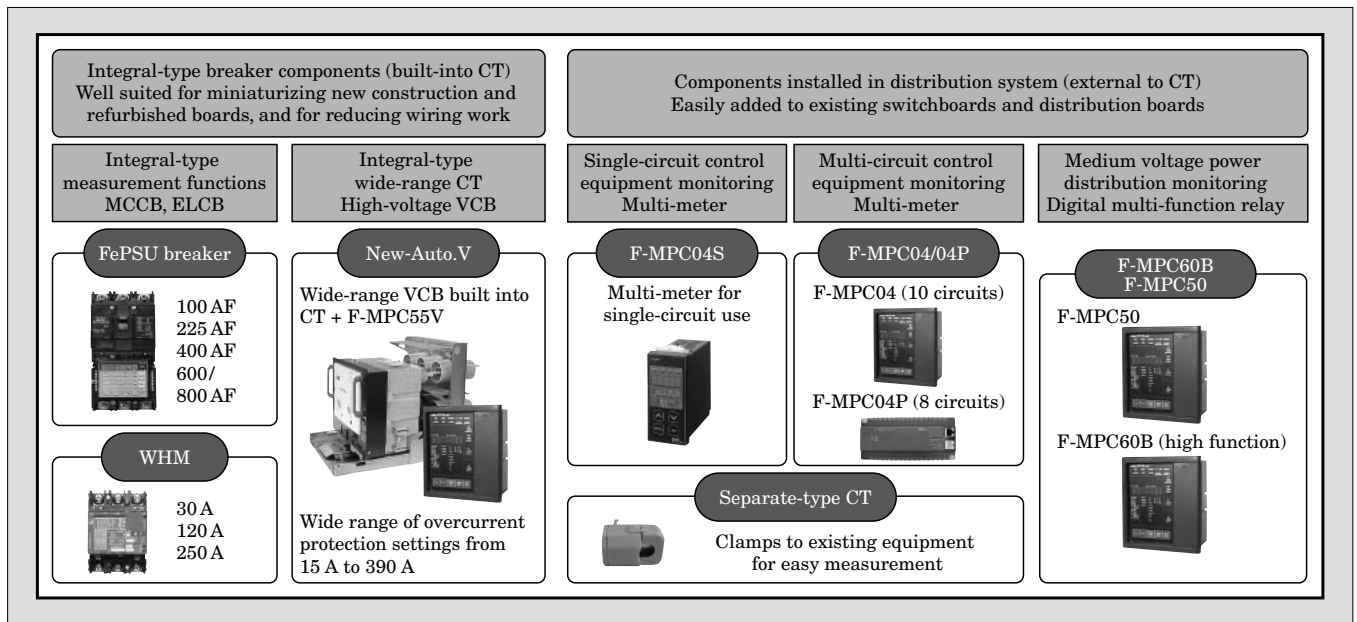 Integral-type breaker components (built-into CT)
Well suited for miniaturizing new construction and
refurbished boards, and for reducing wiring work
Components installed in distribution system (external to CT)
Easily added to existing switchboards and distribution boards
Integral-type
measurement functions
MCCB, ELCB
Integral-type
wide-range CT
High-voltage VCB
Single-circuit control
equipment monitoring
Multi-meter
Multi-circuit control
equipment monitoring
Multi-meter
Medium voltage power
distribution monitoring
Digital multi-function relay
FePSU breaker
100 AF
225 AF
400 AF
600/
800 AF
WHM
30 A
120 A
250 A
New-Auto.V
Wide-range VCB built into
CT + F-MPC55V
Wide range of overcurrent
protection settings from
15 A to 390 A
F-MPC04S
Multi-meter for
single-circuit use
F-MPC04/04P
F-MPC04 (10 circuits)
F-MPC04P (8 circuits)
Separate-type CT
Clamps to existing equipment
for easy measurement
F-MPC60B
F-MPC50
F-MPC50
F-MPC60B (high function)